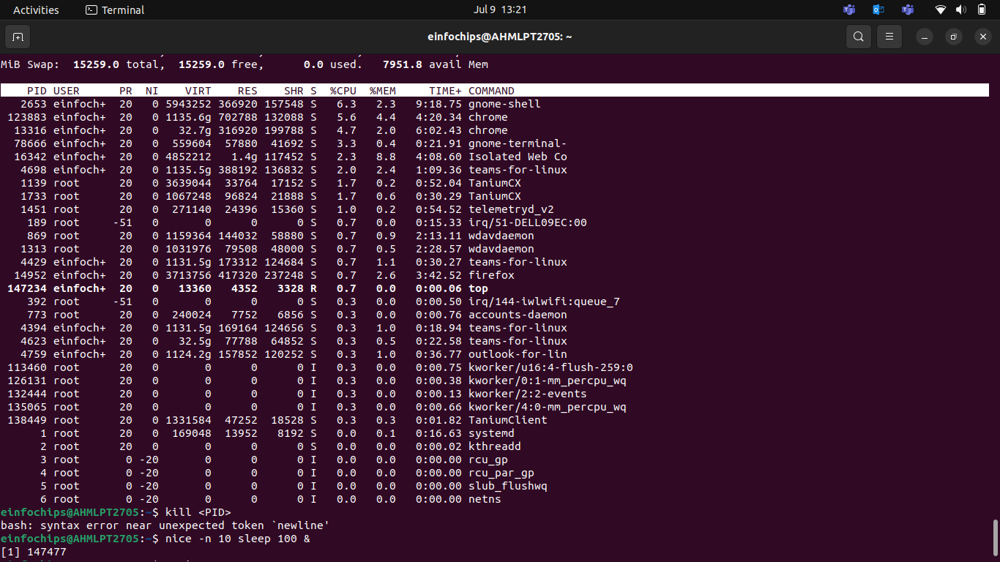 Activities Terminal Jul 9 13:21
einfochips@AHMLPT2705: ~
MiB Swap: 15259.0 total, 15259.0 free, 0.0 used. 7951.8 avail Mem
PID USER PR NI VIRT RES SHR S %CPU %MEM TIME+ COMMAND
2653 einfoch+ 20 0 5943252 366920 157548 S 6.3 2.3 9:18.75 gnome-shell
123883 einfoch+ 20 0 1135.6g 702788 132088 S 5.6 4.4 4:20.34 chrome
13316 einfoch+ 20 0 32.7g 316920 199788 S 4.7 2.0 6:02.43 chrome
78666 einfoch+ 20 0 559604 57880 41692 S 3.3 0.4 0:21.91 gnome-terminal-
16342 einfoch+ 20 0 4852212 1.4g 117452 S 2.3 8.8 4:08.60 Isolated Web Co
4698 einfoch+ 20 0 1135.5g 388192 136832 S 2.0 2.4 1:09.36 teams-for-linux
1139 root 20 0 3639044 33764 17152 S 1.7 0.2 0:52.04 TaniumCX
1733 root 20 0 1067248 96824 21888 S 1.7 0.6 0:30.29 TaniumCX
1451 root 20 0 271140 24396 15360 S 1.0 0.2 0:54.52 telemetryd_v2
189 root -51 0 0 0 0 S 0.7 0.0 0:15.33 irq/51-DELL09EC:00
869 root 20 0 1159364 144032 58880 S 0.7 0.9 2:13.11 wdavdaemon
1313 root 20 0 1031976 79508 48000 S 0.7 0.5 2:28.57 wdavdaemon
4429 einfoch+ 20 0 1131.5g 173312 124684 S 0.7 1.1 0:30.27 teams-for-linux
14952 einfoch+ 20 0 3713756 417320 237248 S 0.7 2.6 3:42.52 firefox
147234 einfoch+ 20 0 13360 4352 3328 R 0.7 0.0 0:00.06 top
392 root -51 0 0 0 0 S 0.3 0.0 0:00.50 irq/144-iwlwifi:queue_7
773 root 20 0 240024 7752 6856 S 0.3 0.0 0:00.76 accounts-daemon
4394 einfoch+ 20 0 1131.5g 169164 124656 S 0.3 1.0 0:18.94 teams-for-linux
4623 einfoch+ 20 0 32.5g 77788 64852 S 0.3 0.5 0:22.58 teams-for-linux
4759 einfoch+ 20 0 1124.2g 157852 120252 S 0.3 1.0 0:36.77 outlook-for-lin
113460 root 20 0 0 0 0 I 0.3 0.0 0:00.75 kworker/u16:4-flush-259:0
126131 root 20 0 0 0 0 I 0.3 0.0 0:00.38 kworker/0:1-mm_percpu_wq
132444 root 20 0 0 0 0 I 0.3 0.0 0:00.13 kworker/2:2-events
135065 root 20 0 0 0 0 I 0.3 0.0 0:00.66 kworker/4:0-mm_percpu_wq
138449 root 20 0 1331584 47252 18528 S 0.3 0.3 0:01.82 TaniumClient
1 root 20 0 169048 13952 8192 S 0.0 0.1 0:16.63 systemd
2 root 20 0 0 0 0 S 0.0 0.0 0:00.02 kthreadd
3 root 0 -20 0 0 0 I 0.0 0.0 0:00.00 rcu_gp
4 root 0 -20 0 0 0 I 0.0 0.0 0:00.00 rcu_par_gp
5 root 0 -20 0 0 0 I 0.0 0.0 0:00.00 slub_flushwq
6 root 0 -20 0 0 0 I 0.0 0.0 0:00.00 netns
einfochips@AHMLPT2705:~$ kill <PID>
bash: syntax error near unexpected token `newline'
einfochips@AHMLPT2705:~$ nice -n 10 sleep 100 &
[1] 147477